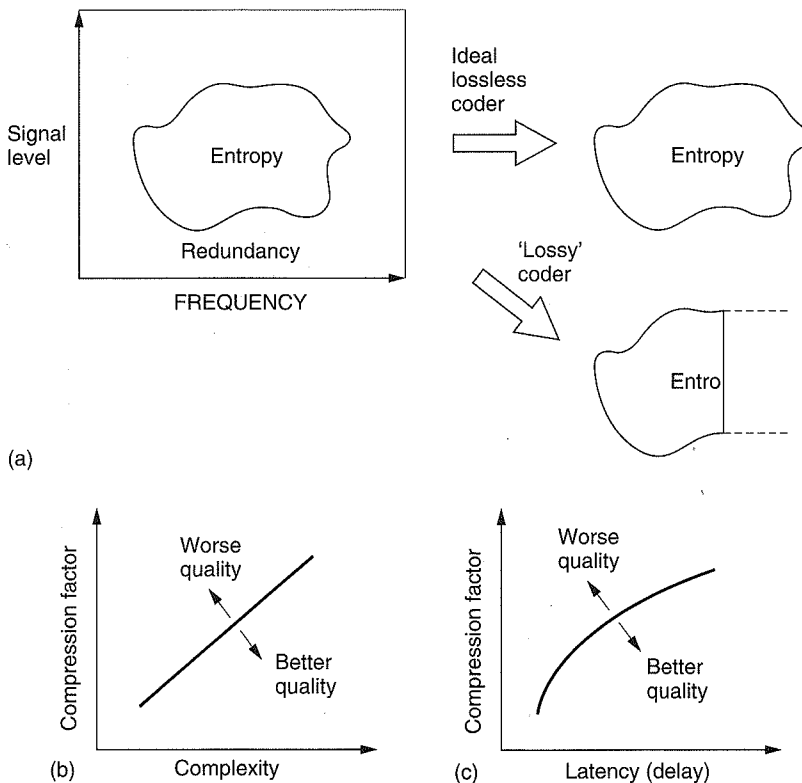 Signal
level
Entropy
Redundancy
FREQUENCY
Ideal
lossless
coder
Entropy
'Lossy'
coder
Entro
(a)
Compression factor
Worse
quality
Better
quality
(b)
Complexity
Compression factor
Worse
quality
Better
quality
(c)
Latency (delay)